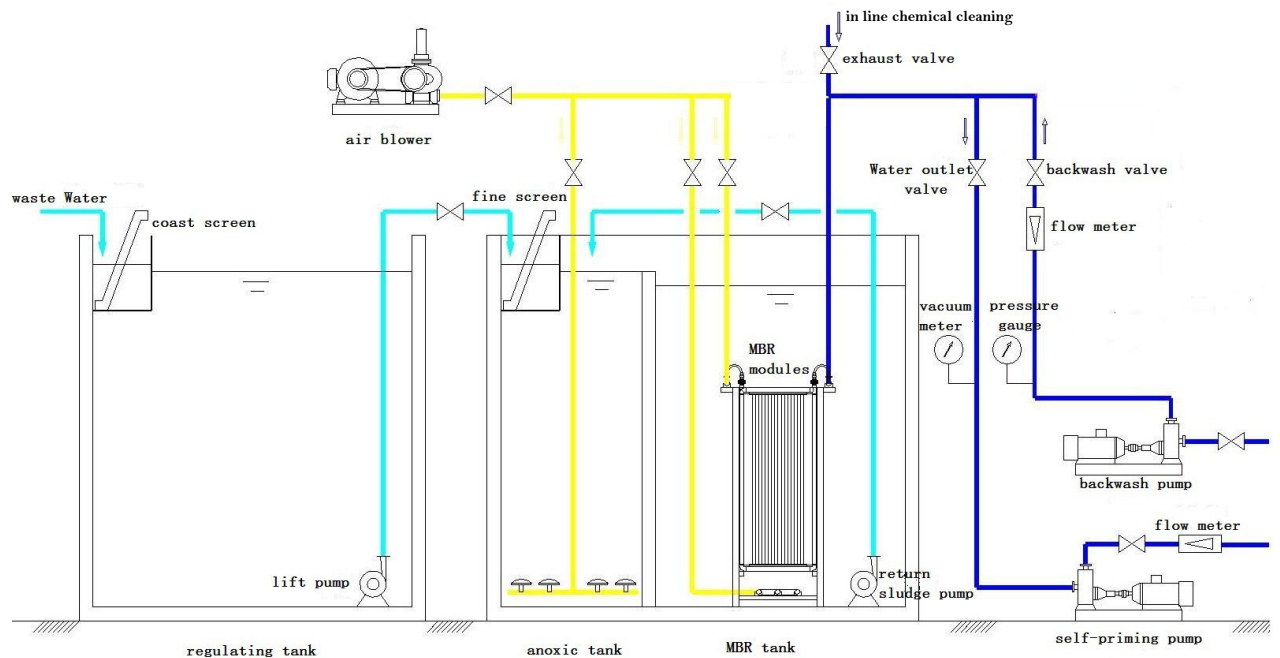 in line chemical cleaning
exhaust valve
air blower
Water outlet
valve
backwash valve
waste Water
fine screen
coast screen
flow meter
vacuum
meter
pressure
gauge
MBR
modules
backwash pump
flow meter
lift pump
return
sludge pump
self-priming pump
regulating tank
anoxic tank
MBR tank